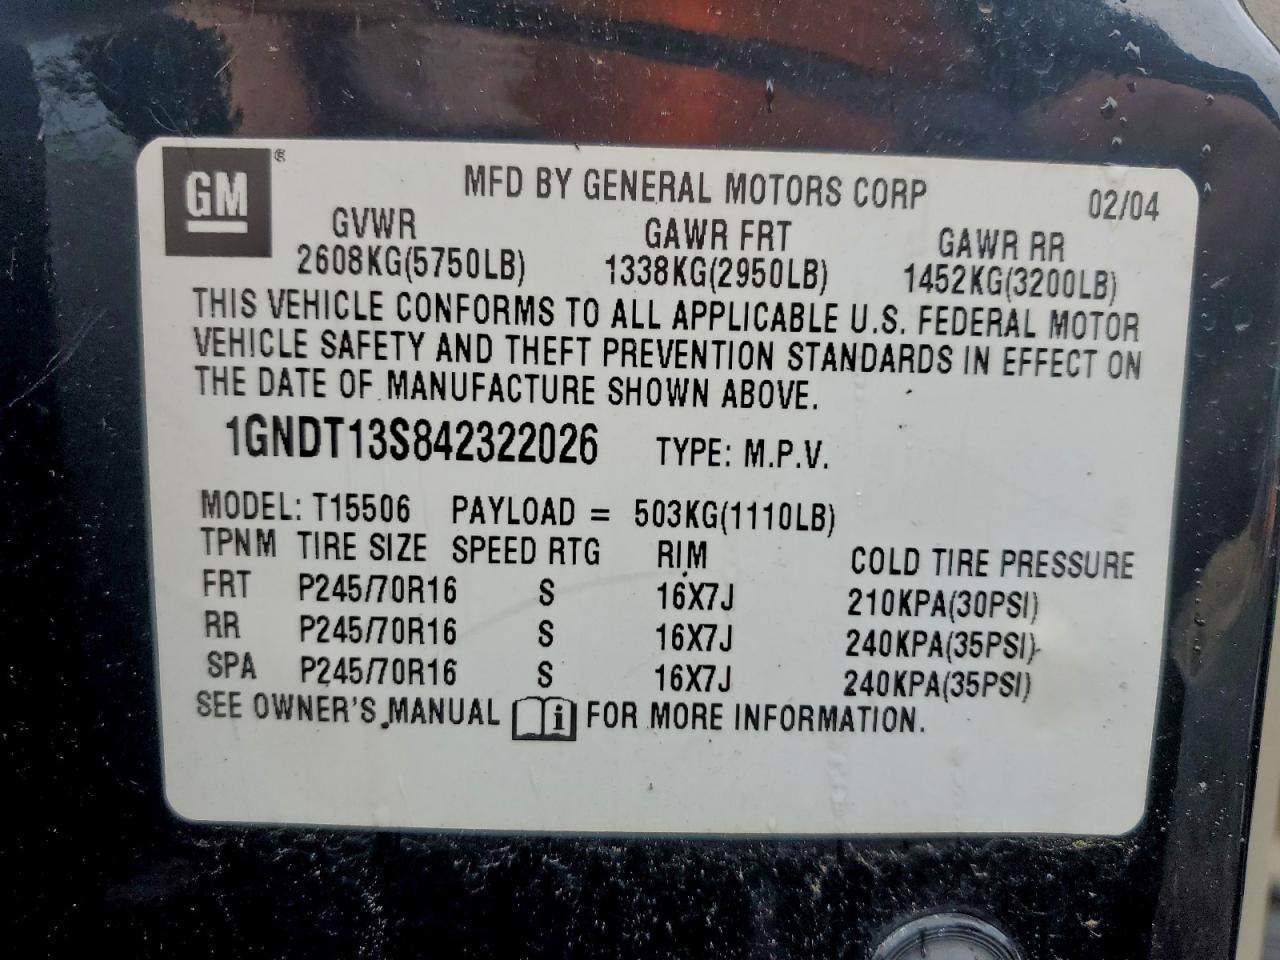 GM®
MFD BY GENERAL MOTORS CORP 02/04
GVWR GAWR FRT GAWR RR
2608KG(5750LB) 1338KG(2950LB) 1452KG(3200LB)
THIS VEHICLE CONFORMS TO ALL APPLICABLE U.S. FEDERAL MOTOR
VEHICLE SAFETY AND THEFT PREVENTION STANDARDS IN EFFECT ON
THE DATE OF MANUFACTURE SHOWN ABOVE.
1GNDT13S842322026 TYPE: M.P.V.
MODEL: T15506 PAYLOAD = 503KG(1110LB)
TPNM TIRE SIZE SPEED RTG RIM COLD TIRE PRESSURE
FRT P245/70R16 S 16X7J 210KPA(30PSI)
RR P245/70R16 S 16X7J 240KPA(35PSI)
SPA P245/70R16 S 16X7J 240KPA(35PSI)
SEE OWNER'S MANUAL i FOR MORE INFORMATION.